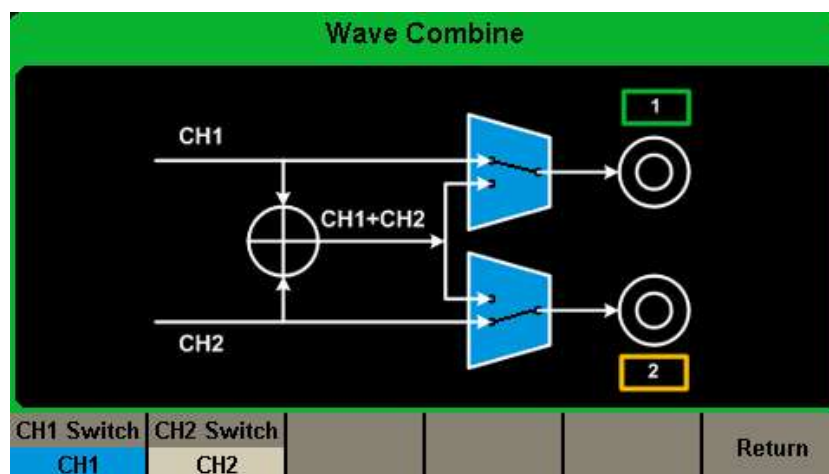 Wave Combine
1
CH1
CH1+CH2
CH2
2
CH1 Switch CH2 Switch
CH1 CH2 Return